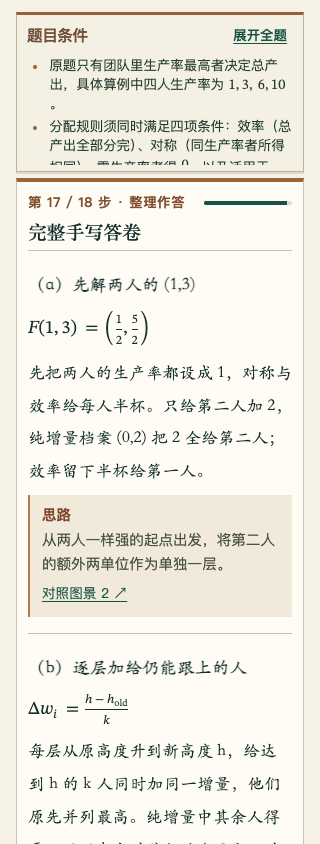 题目条件 展开全题
• 原题只有团队里生产率最高者决定总产
出，具体算例中四人生产率为 1, 3, 6, 10
。
• 分配规则须同时满足四项条件：效率（总
产出全部分完）、对称（同生产率者所得
第 17 / 18 步 · 整理作答
完整手写答卷
（a）先解两人的 (1,3)
F(1, 3) = (1/2, 5/2)
先把两人的生产率都设成 1，对称与
效率给每人半杯。只给第二人加 2，
纯增量档案 (0,2) 把 2 全给第二人；
效率留下半杯给第一人。
思路
从两人一样强的起点出发，将第二人
的额外两单位作为单独一层。
对照图景 2 ↗
（b）逐层加给仍能跟上的人
Δwᵢ = (h − h_old)/k
每层从原高度升到新高度 h，给达
到 h 的 k 人同时加同一增量，他们
原先并列最高。纯增量中其余人得